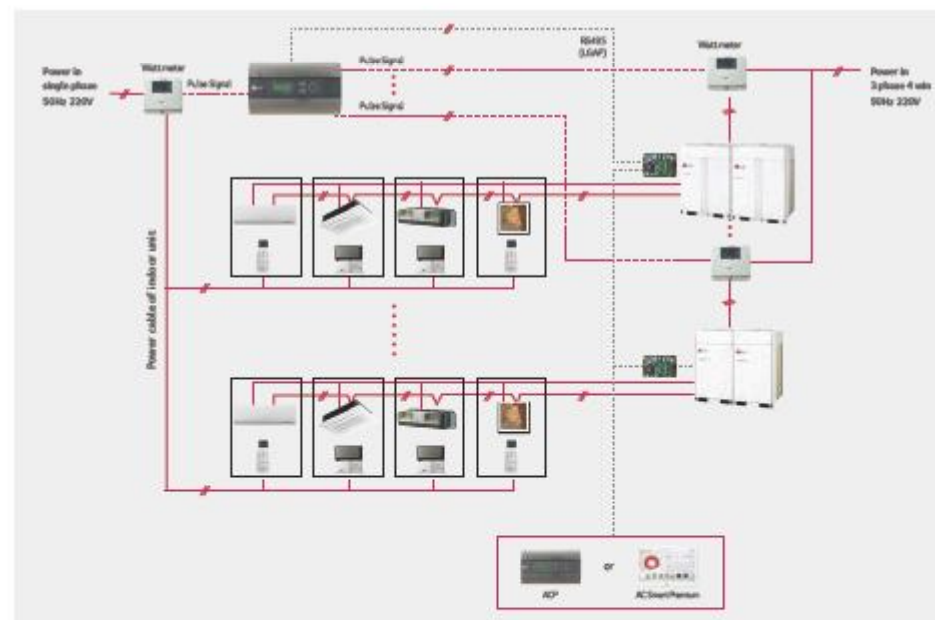 RS485
(LGAP)
Watt meter
Pulse Signal
Power in
single phase
50Hz 220V
Watt meter
Pulse Signal
Pulse Signal
Power in
3 phase 4 wire
50Hz 220V
Power cable of indoor unit
ACP
or
AC Smart Premium